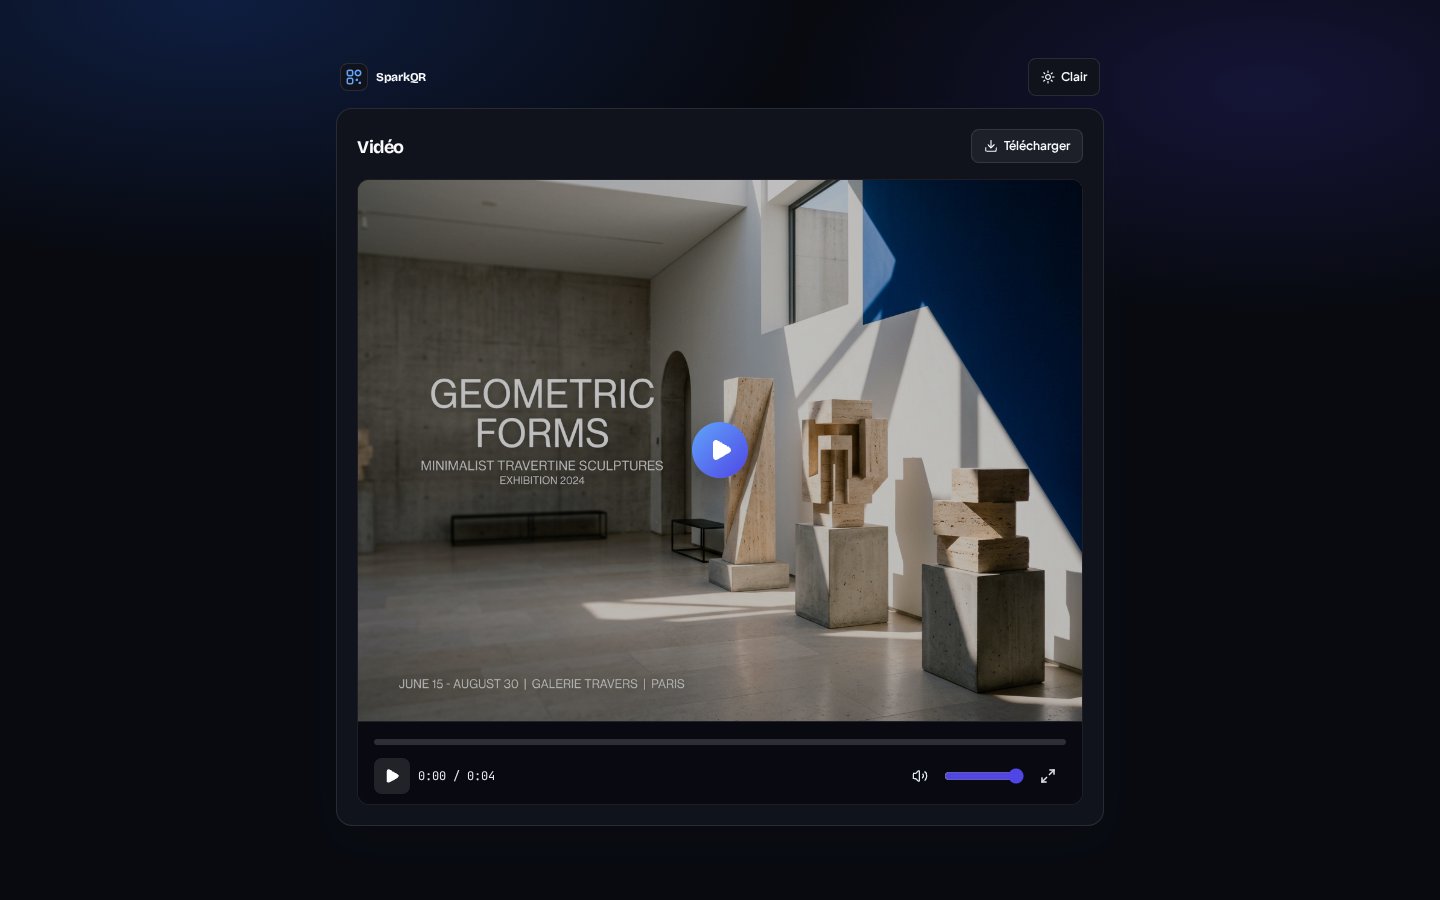 SparkQR
Clair
Vidéo
Télécharger
GEOMETRIC
FORMS
MINIMALIST TRAVERTINE SCULPTURES
EXHIBITION 2024
JUNE 15 - AUGUST 30 | GALERIE TRAVERS | PARIS
0:00 / 0:04